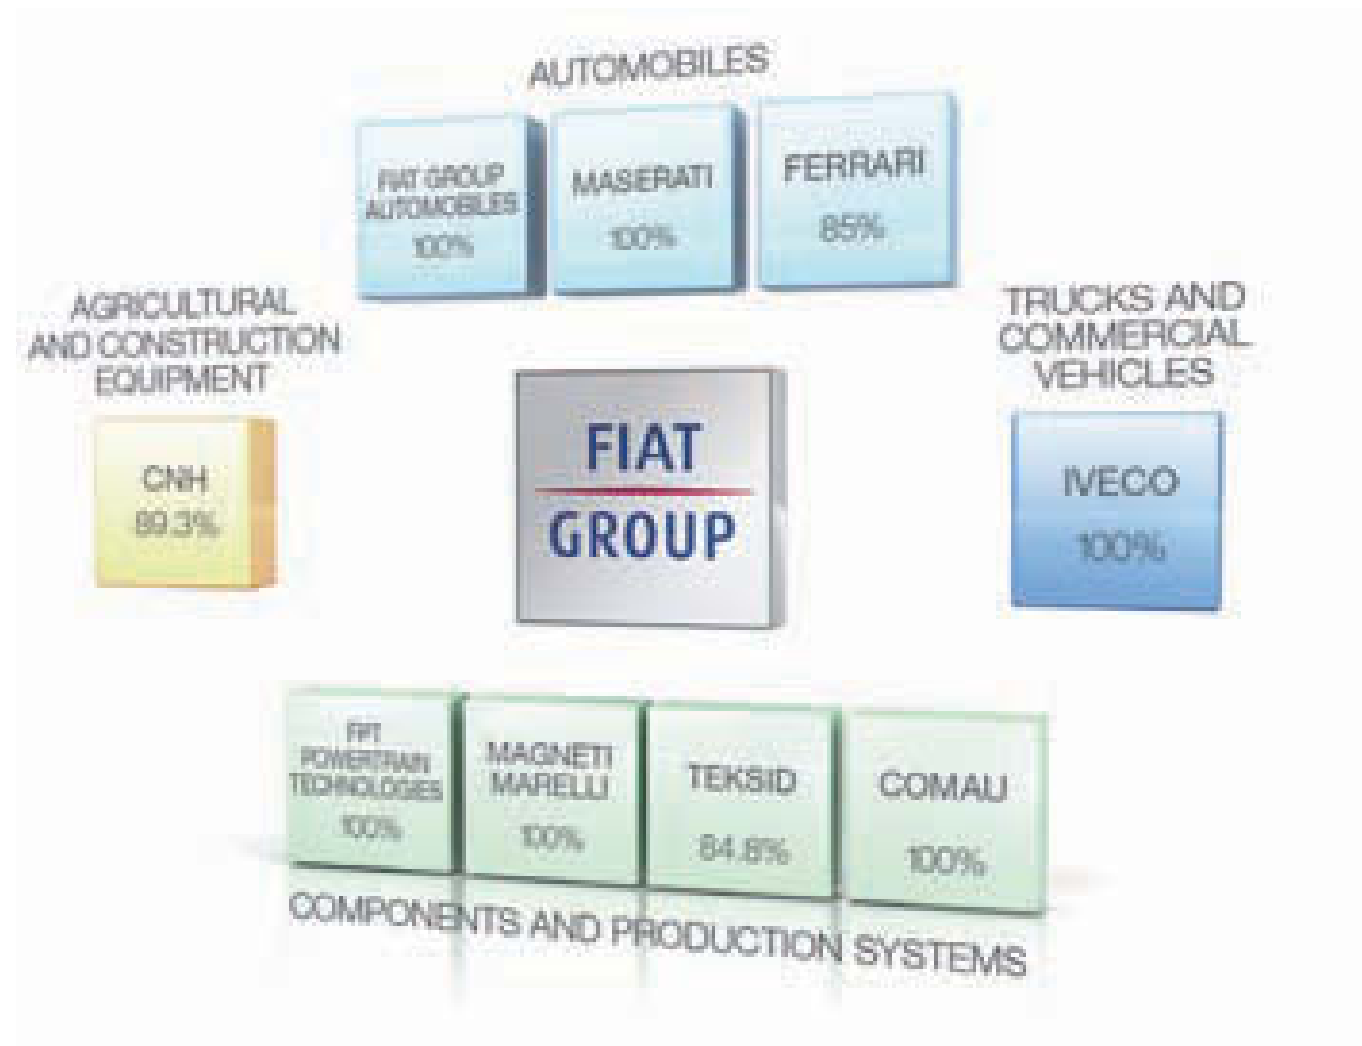 AUTOMOBILES
FIAT GROUP
AUTOMOBILES
100%
MASERATI
100%
FERRARI
85%
AGRICULTURAL
AND CONSTRUCTION
EQUIPMENT
CNH
89.3%
FIAT
GROUP
TRUCKS AND
COMMERCIAL
VEHICLES
IVECO
100%
FPT
POWERTRAIN
TECHNOLOGIES
100%
MAGNETI
MARELLI
100%
TEKSID
84.8%
COMAU
100%
COMPONENTS AND PRODUCTION SYSTEMS